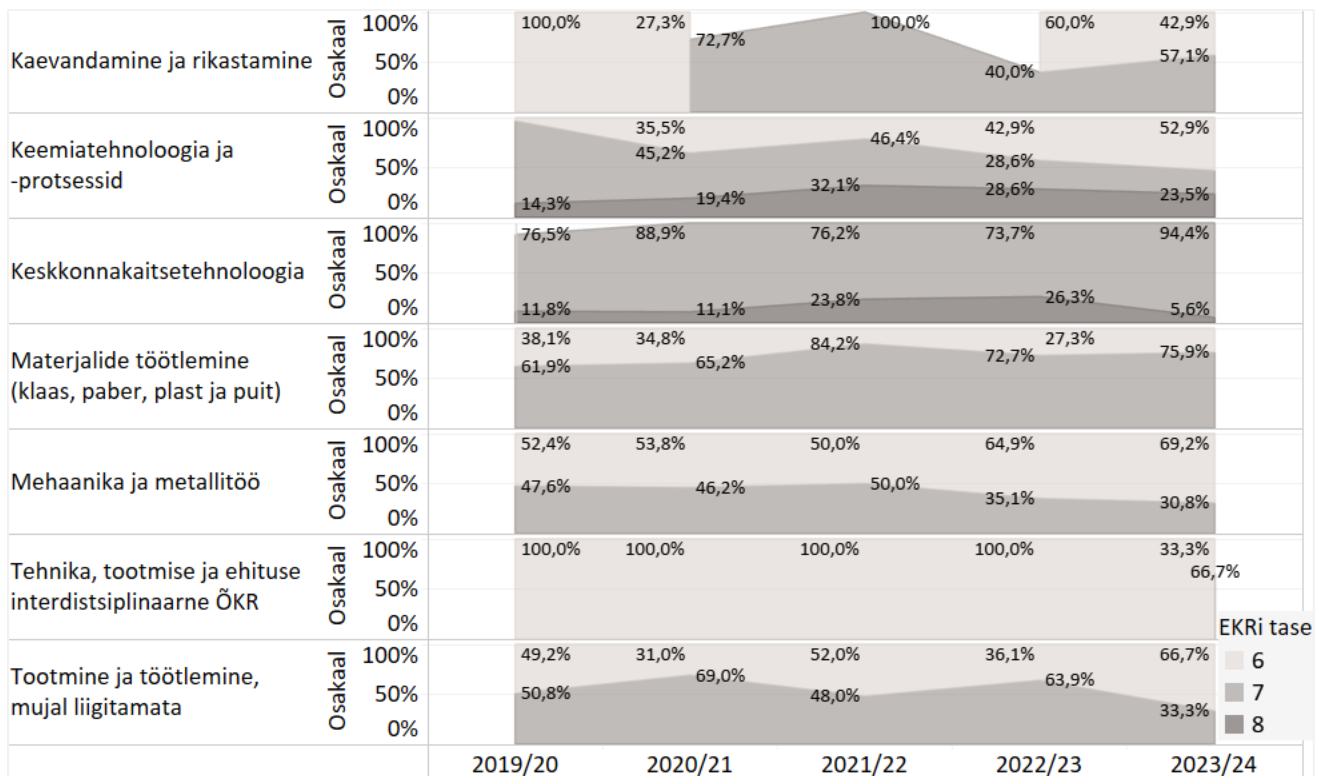 Kaevandamine ja rikastamine
Osakaal
100%
50%
0%
100,0% 27,3% 100,0% 60,0% 42,9%
72,7% 40,0% 57,1%
Keemiatehnoloogia ja
-protsessid
Osakaal
100%
50%
0%
35,5% 46,4% 42,9% 52,9%
45,2% 28,6%
14,3% 19,4% 32,1% 28,6% 23,5%
Keskkonnakaitsetehnoloogia
Osakaal
100%
50%
0%
76,5% 88,9% 76,2% 73,7% 94,4%
11,8% 11,1% 23,8% 26,3% 5,6%
Materjalide töötlemine
(klaas, paber, plast ja puit)
Osakaal
100%
50%
0%
38,1% 34,8% 84,2% 27,3% 75,9%
61,9% 65,2% 72,7%
Mehaanika ja metallitöö
Osakaal
100%
50%
0%
52,4% 53,8% 50,0% 64,9% 69,2%
47,6% 46,2% 50,0% 35,1% 30,8%
Tehnika, tootmise ja ehituse
interdistsiplinaarne ÕKR
Osakaal
100%
50%
0%
100,0% 100,0% 100,0% 100,0% 33,3%
66,7%
Tootmine ja töötlemine,
mujal liigitamata
Osakaal
100%
50%
0%
49,2% 31,0% 52,0% 36,1% 66,7%
50,8% 69,0% 48,0% 63,9% 33,3%
EKRi tase
6
7
8
2019/20 2020/21 2021/22 2022/23 2023/24